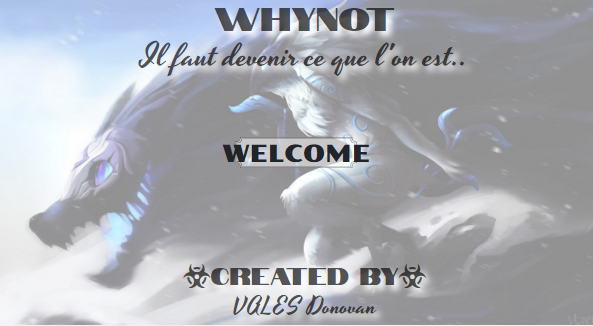 WHYNOT
Il faut devenir ce que l'on est..
WELCOME
☣CREATED BY☣
VALES Donovan